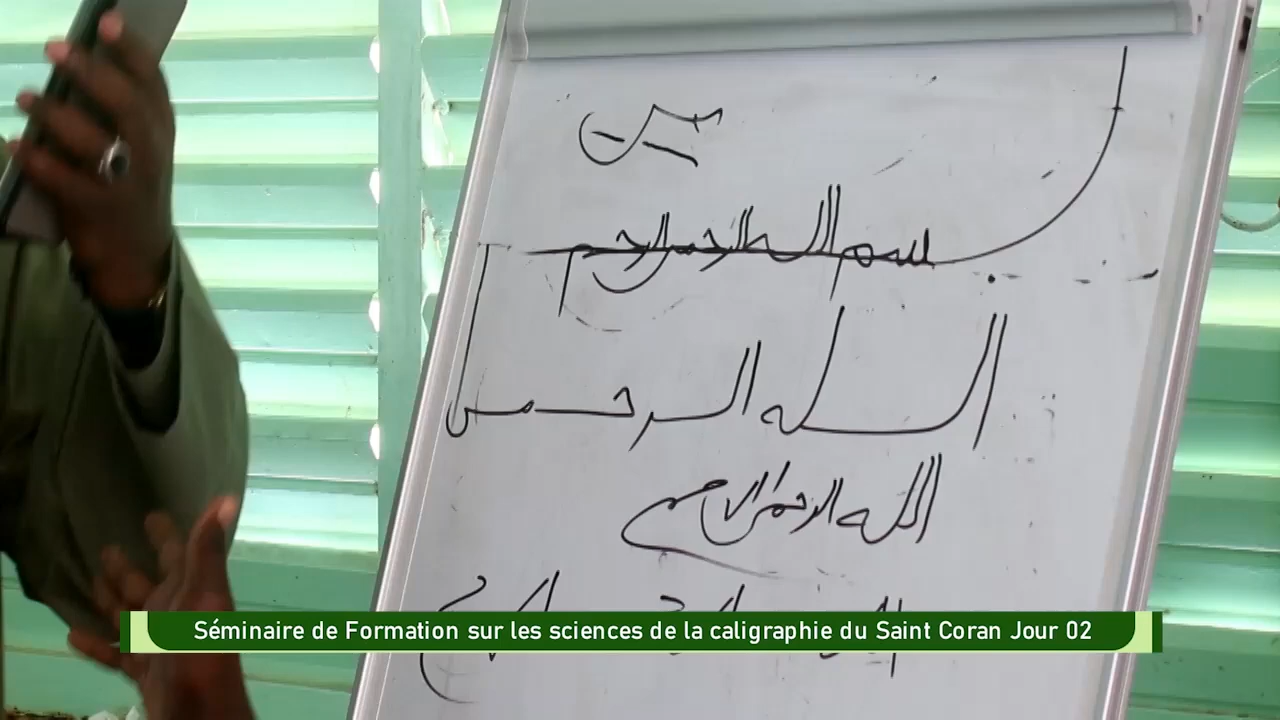 بسم الله الرحمن الرحيم
الله الرحمن
الله الرحمن الرحيم
Séminaire de Formation sur les sciences de la caligraphie du Saint Coran Jour 02